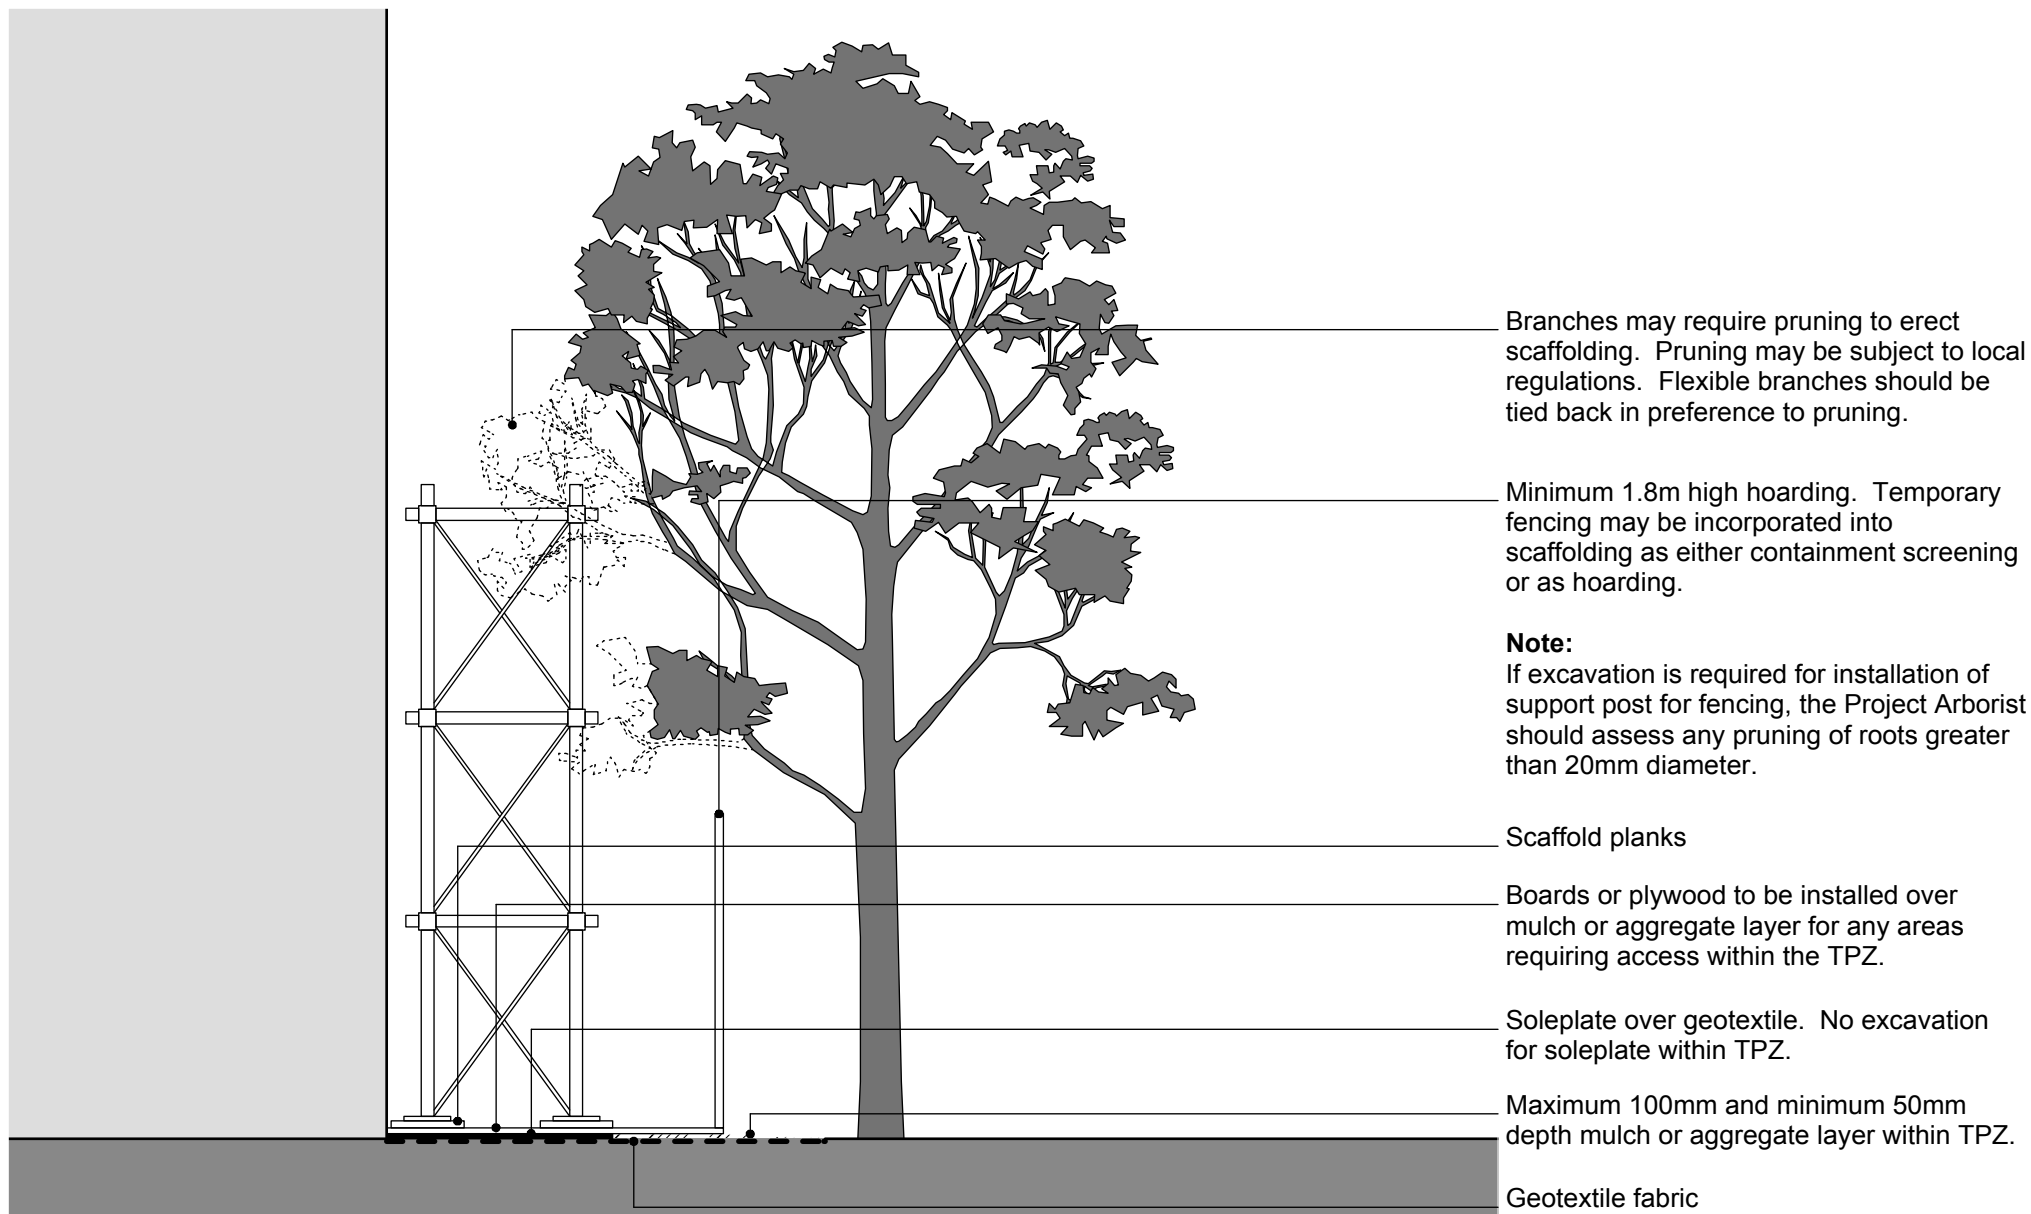 Branches may require pruning to erect
scaffolding.  Pruning may be subject to local
regulations.  Flexible branches should be
tied back in preference to pruning.
Minimum 1.8m high hoarding.  Temporary
fencing may be incorporated into
scaffolding as either containment screening
or as hoarding.
Note:
If excavation is required for installation of
support post for fencing, the Project Arborist
should assess any pruning of roots greater
than 20mm diameter.
Scaffold planks
Boards or plywood to be installed over
mulch or aggregate layer for any areas
requiring access within the TPZ.
Soleplate over geotextile.  No excavation
for soleplate within TPZ.
Maximum 100mm and minimum 50mm
depth mulch or aggregate layer within TPZ.
Geotextile fabric